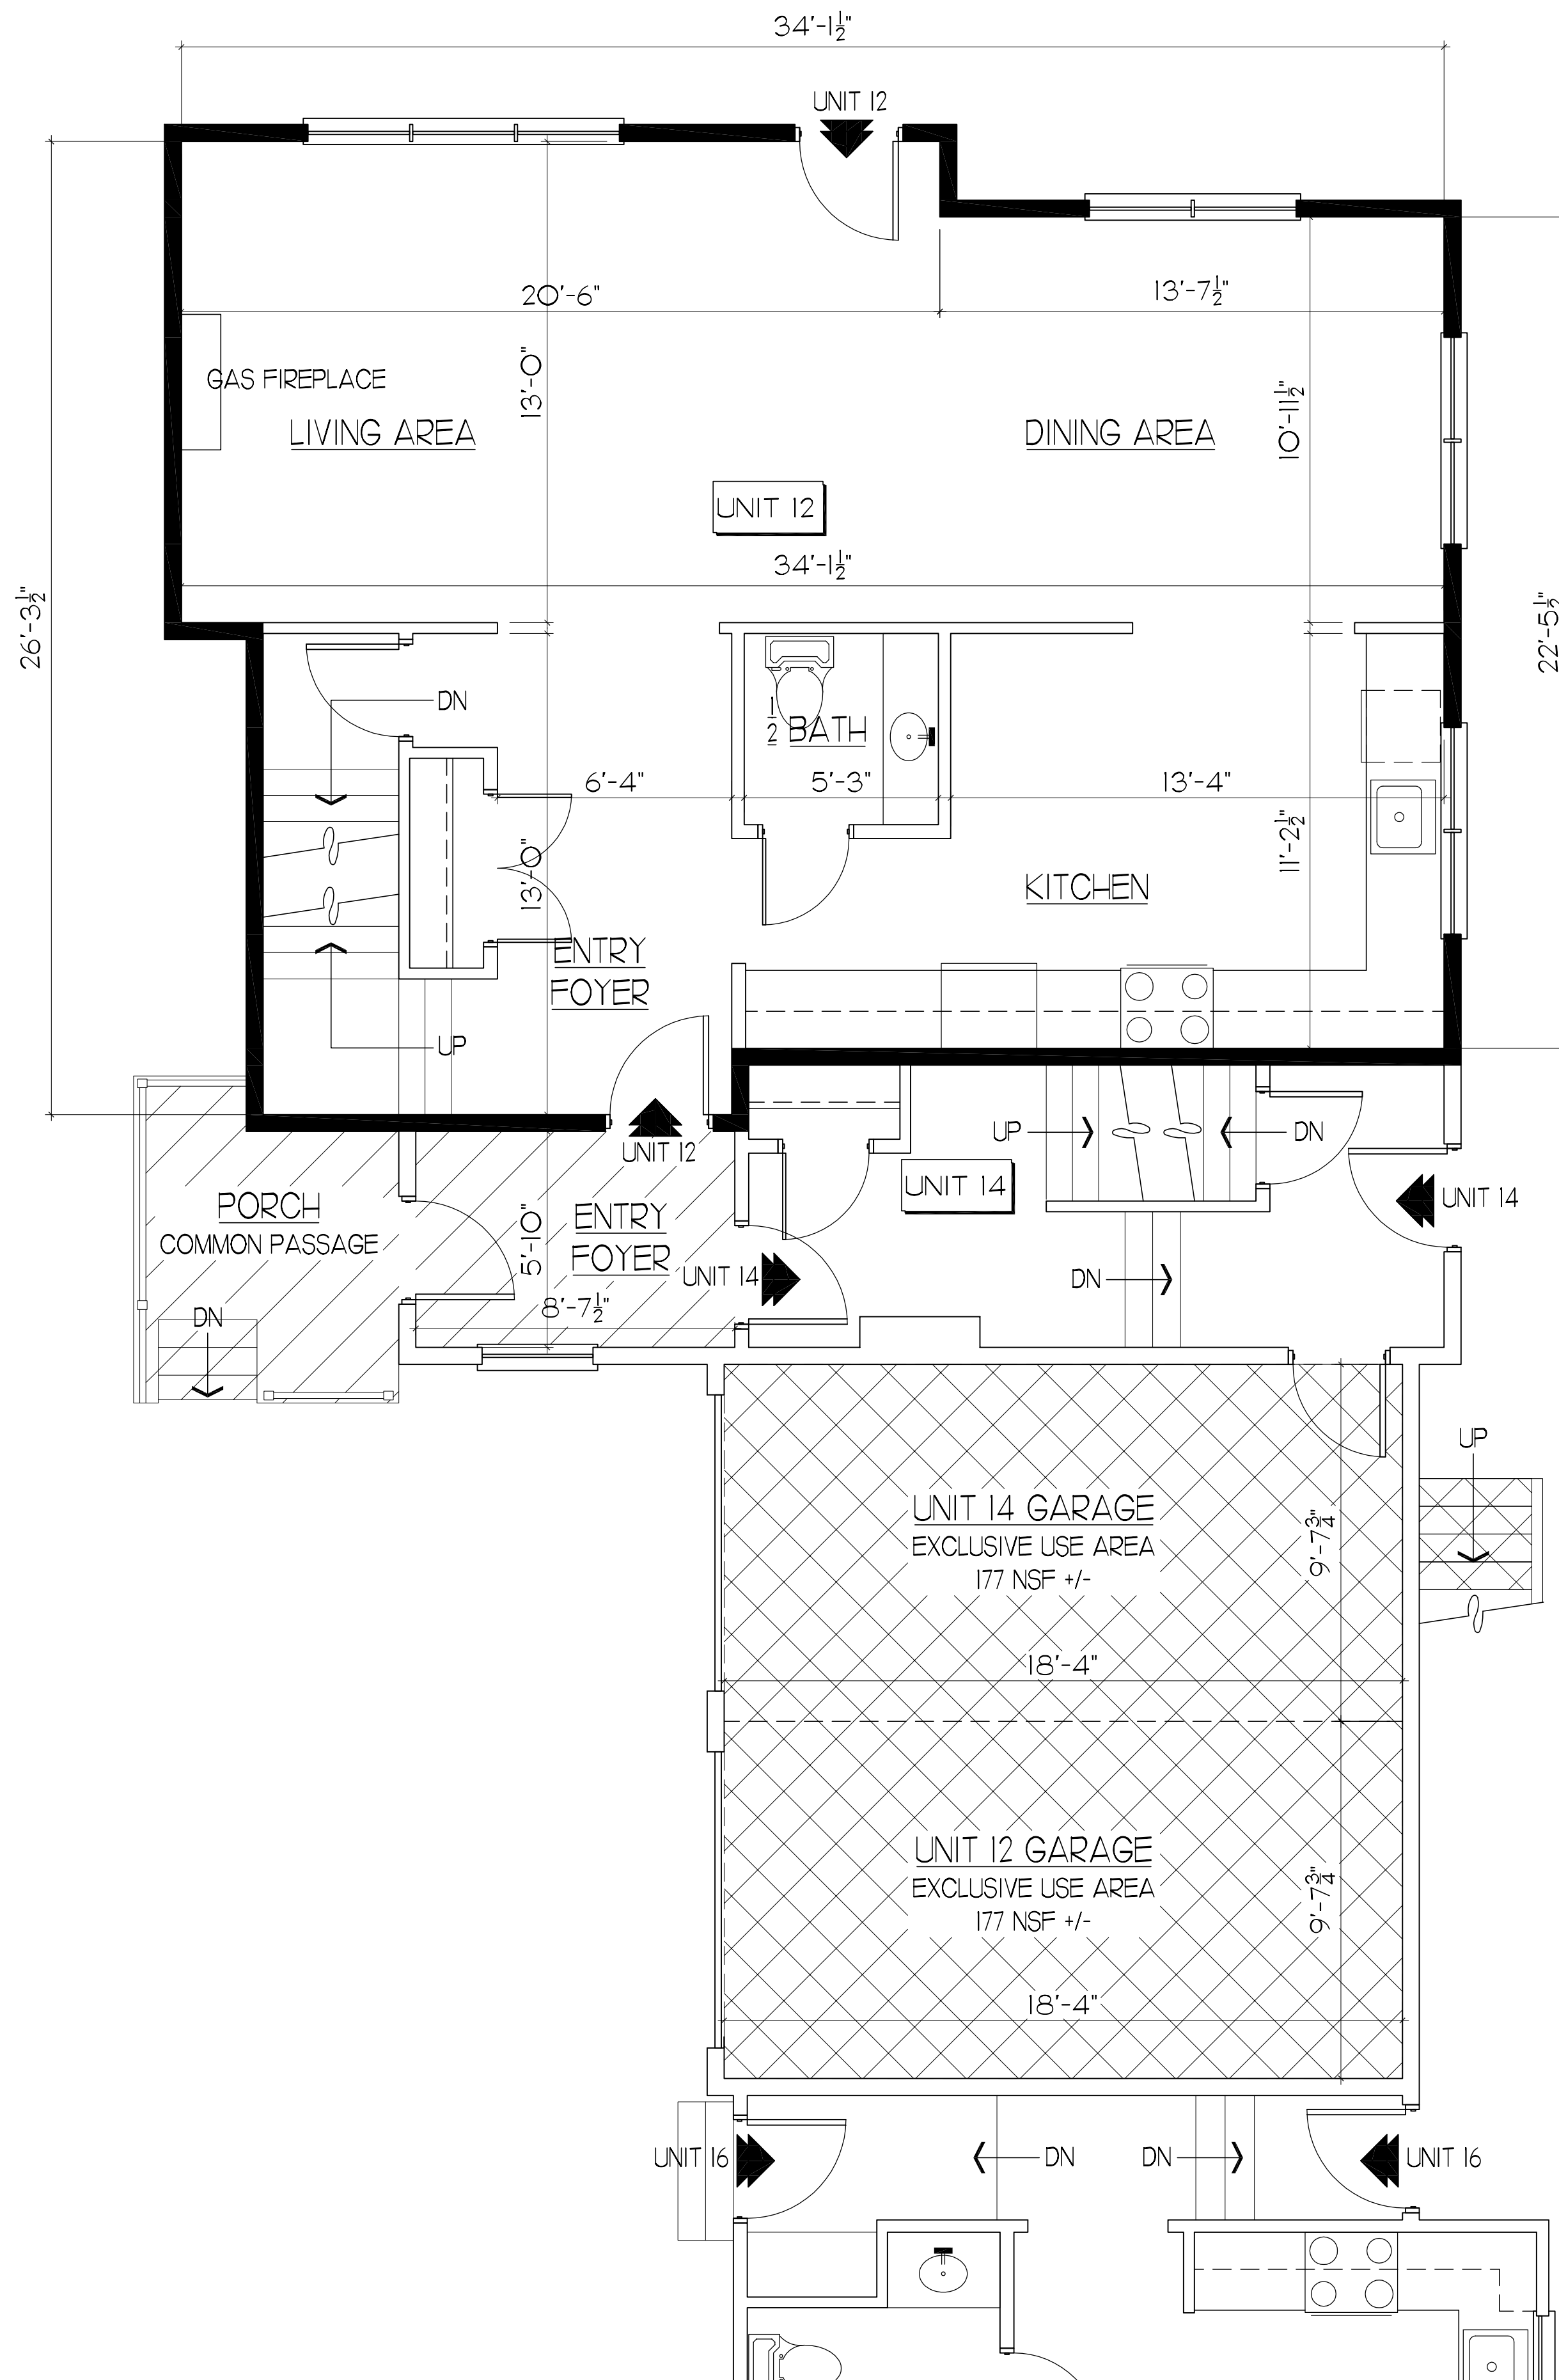 34'-1½"
UNIT 12
20'-6"
13'-7½"
13'-0"
10'-11½"
GAS FIREPLACE
LIVING AREA
DINING AREA
UNIT 12
34'-1½"
26'-3½"
22'-5½"
DN
½ BATH
6'-4"
5'-3"
13'-4"
13'-0"
11'-2½"
KITCHEN
ENTRY
FOYER
UP
UNIT 12
UP
DN
UNIT 14
UNIT 14
PORCH
COMMON PASSAGE
ENTRY
FOYER
5'-10"
UNIT 14
DN
DN
8'-7½"
UP
UNIT 14 GARAGE
EXCLUSIVE USE AREA
177 NSF +/-
9'-7¾"
18'-4"
UNIT 12 GARAGE
EXCLUSIVE USE AREA
177 NSF +/-
9'-7¾"
18'-4"
UNIT 16
DN
DN
UNIT 16